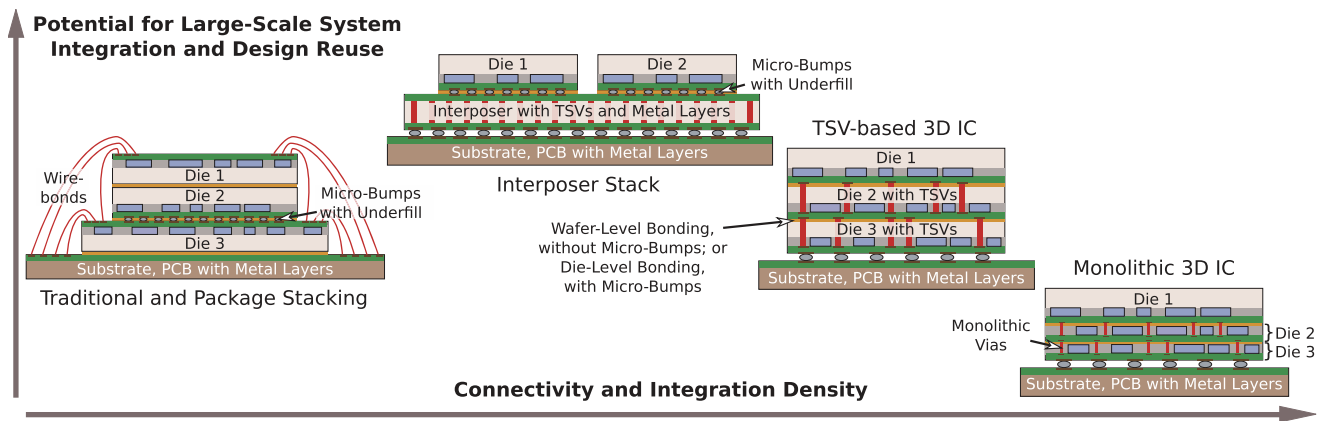 Potential for Large-Scale System
Integration and Design Reuse
Wire-
bonds
Die 1
Die 2
Die 3
Micro-Bumps
with Underfill
Substrate, PCB with Metal Layers
Traditional and Package Stacking
Die 1
Die 2
Micro-Bumps
with Underfill
Interposer with TSVs and Metal Layers
Substrate, PCB with Metal Layers
Interposer Stack
TSV-based 3D IC
Die 1
Die 2 with TSVs
Die 3 with TSVs
Wafer-Level Bonding,
without Micro-Bumps; or
Die-Level Bonding,
with Micro-Bumps
Substrate, PCB with Metal Layers
Monolithic 3D IC
Die 1
Monolithic
Vias
Die 2
Die 3
Substrate, PCB with Metal Layers
Connectivity and Integration Density